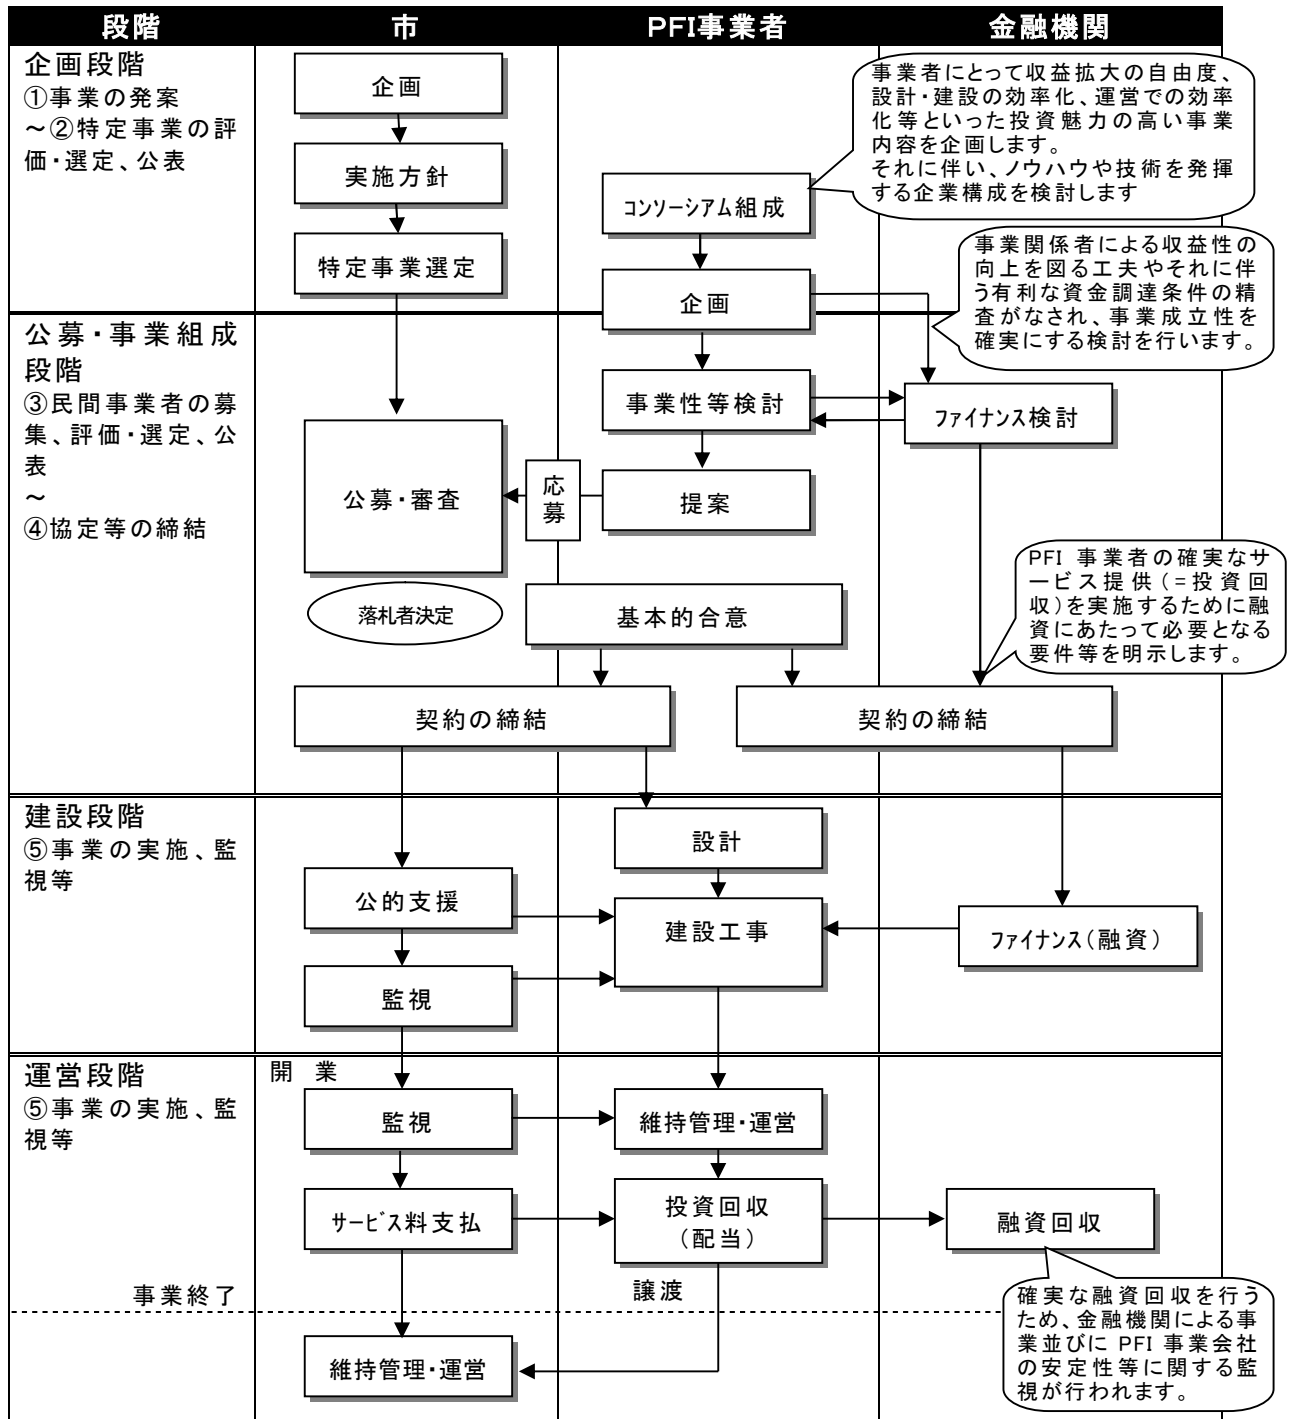 段階
市
PFI事業者
金融機関
企画段階
①事業の発案
～②特定事業の評
価・選定、公表
企画
実施方針
特定事業選定
コンソーシアム組成
企画
事業者にとって収益拡大の自由度、
設計・建設の効率化、運営での効率
化等といった投資魅力の高い事業
内容を企画します。
それに伴い、ノウハウや技術を発揮
する企業構成を検討します
事業関係者による収益性の
向上を図る工夫やそれに伴
う有利な資金調達条件の精
査がなされ、事業成立性を
確実にする検討を行います。
公募・事業組成
段階
③民間事業者の募
集、評価・選定、公
表
～
④協定等の締結
事業性等検討
ファイナンス検討
公募・審査
応
募
提案
落札者決定
基本的合意
PFI 事業者の確実なサ
ービス提供(=投資回
収)を実施するために融
資にあたって必要となる
要件等を明示します。
契約の締結
契約の締結
建設段階
⑤事業の実施、監
視等
設計
公的支援
建設工事
ファイナンス(融資)
監視
運営段階
⑤事業の実施、監
視等
開 業
監視
維持管理・運営
サービス料支払
投資回収
(配当)
融資回収
事業終了
譲渡
維持管理・運営
確実な融資回収を行う
ため、金融機関による事
業並びに PFI 事業会社
の安定性等に関する監
視が行われます。